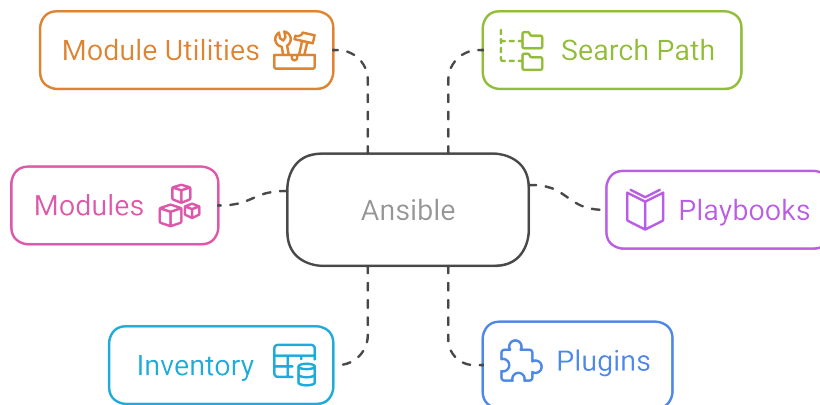 Module Utilities
Search Path
Modules
Ansible
Playbooks
Inventory
Plugins